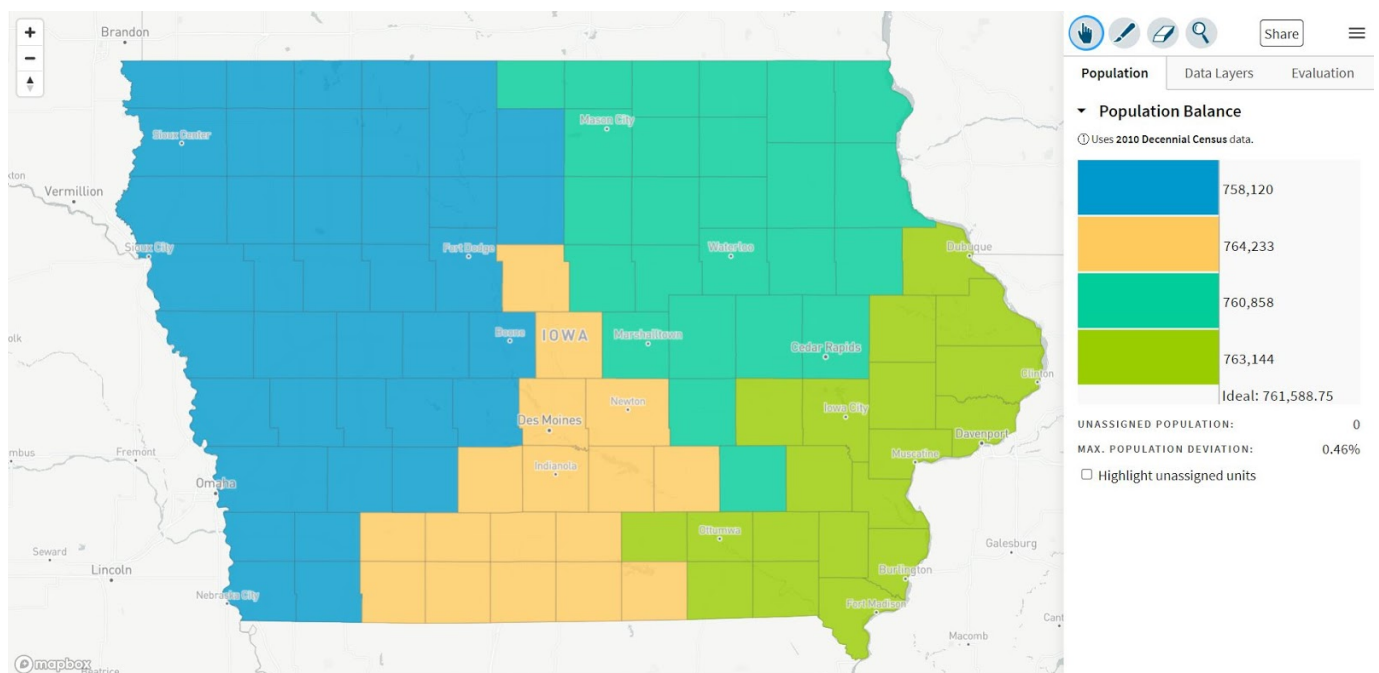 +
−
Brandon
Sioux Center
Mason City
Vermillion
Sioux City
Fort Dodge
Waterloo
Dubuque
Boone
IOWA
Marshalltown
Cedar Rapids
Clinton
Newton
Des Moines
Iowa City
Davenport
Muscatine
Fremont
Indianola
Omaha
Ottumwa
Seward
Galesburg
Lincoln
Burlington
Nebraska City
Fort Madison
Macomb
mapbox
Beatrice
Share
Population Data Layers Evaluation
Population Balance
Uses 2010 Decennial Census data.
758,120
764,233
760,858
763,144
Ideal: 761,588.75
UNASSIGNED POPULATION: 0
MAX. POPULATION DEVIATION: 0.46%
Highlight unassigned units